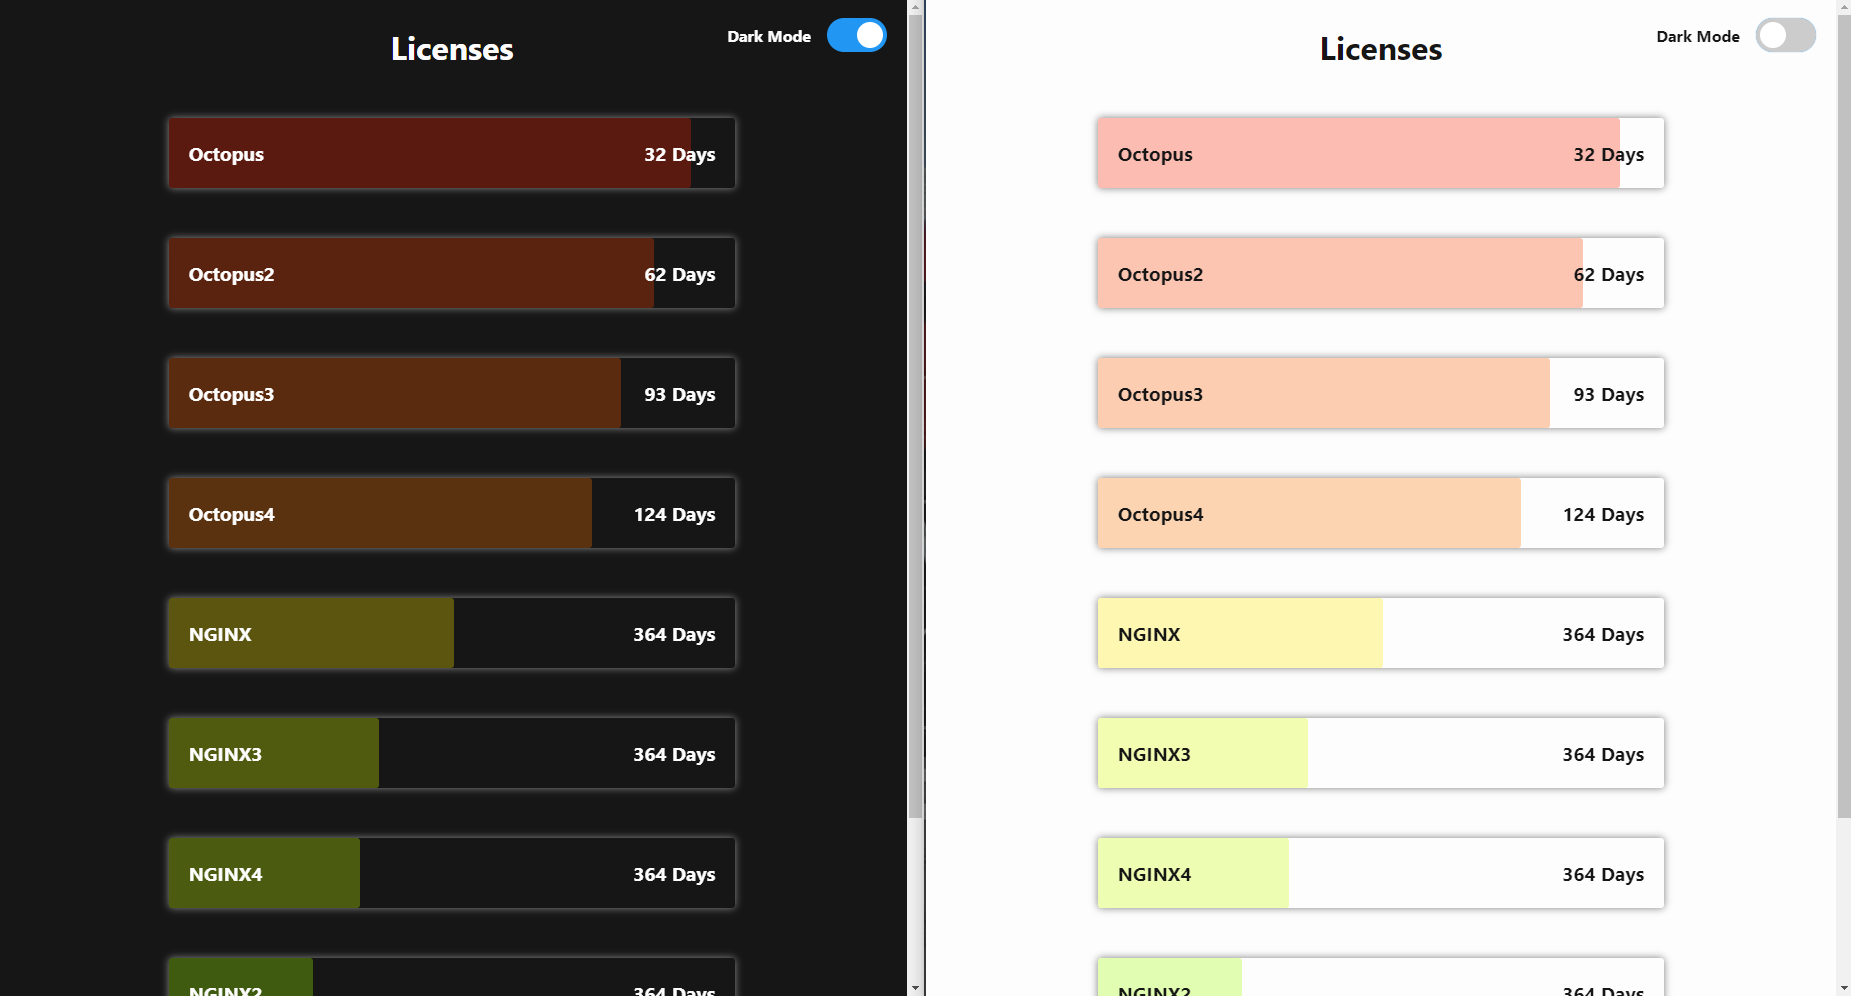 Licenses
Dark Mode
Octopus 32 Days
Octopus2 62 Days
Octopus3 93 Days
Octopus4 124 Days
NGINX 364 Days
NGINX3 364 Days
NGINX4 364 Days
NGINX2 364 Days
Licenses
Dark Mode
Octopus 32 Days
Octopus2 62 Days
Octopus3 93 Days
Octopus4 124 Days
NGINX 364 Days
NGINX3 364 Days
NGINX4 364 Days
NGINX2 364 Days